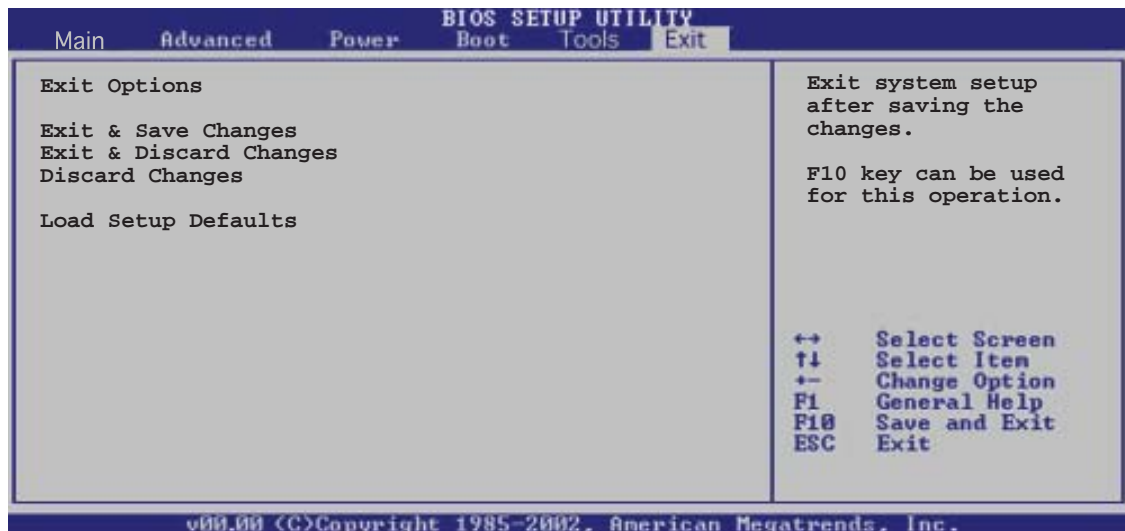 BIOS SETUP UTILITY
Main Advanced Power Boot Tools Exit
Exit Options
Exit & Save Changes
Exit & Discard Changes
Discard Changes
Load Setup Defaults
Exit system setup
after saving the
changes.
F10 key can be used
for this operation.
←→ Select Screen
↑↓ Select Item
+- Change Option
F1 General Help
F10 Save and Exit
ESC Exit
v00.00 (C)Copyright 1985-2002, American Megatrends, Inc.